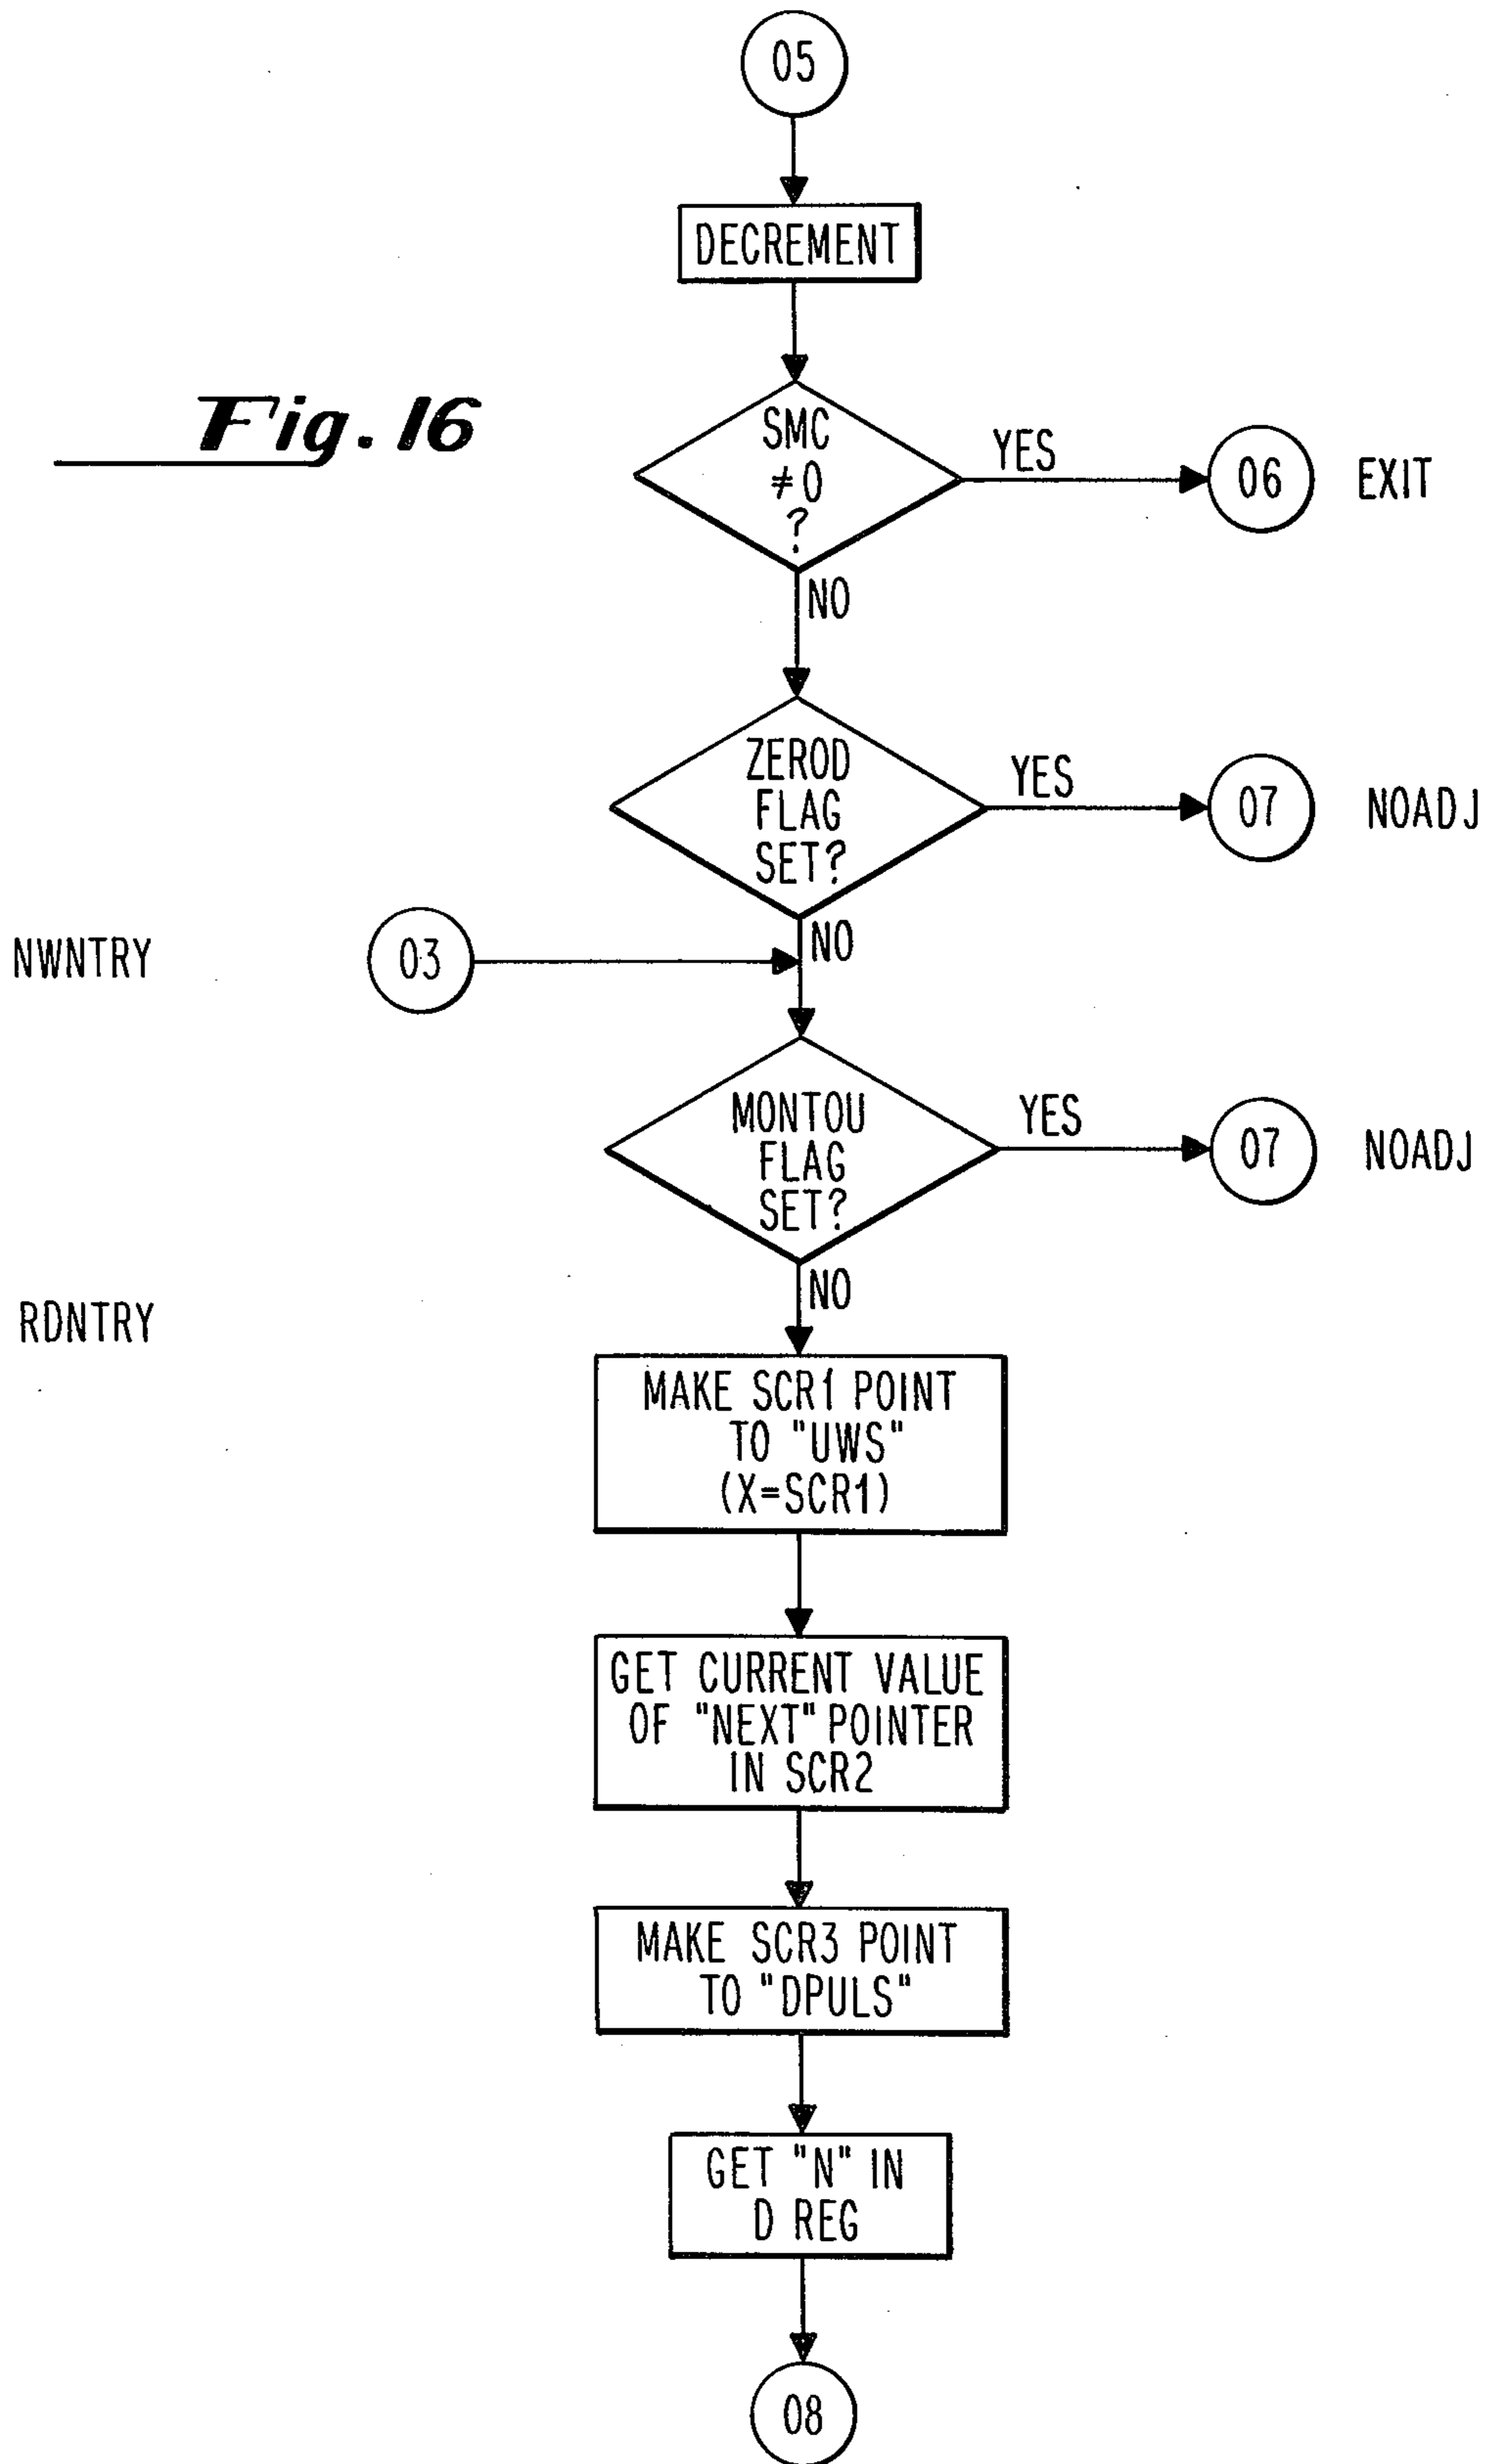 05
DECREMENT
Fig. 16
SMC
≠0
?
YES
06
EXIT
NO
ZEROD
FLAG
SET?
YES
07
NOADJ
NO
NWNTRY
03
MONTOU
FLAG
SET?
YES
07
NOADJ
NO
RDNTRY
MAKE SCR1 POINT
TO "UWS"
(X=SCR1)
GET CURRENT VALUE
OF "NEXT" POINTER
IN SCR2
MAKE SCR3 POINT
TO "DPULS"
GET "N" IN
D REG
08